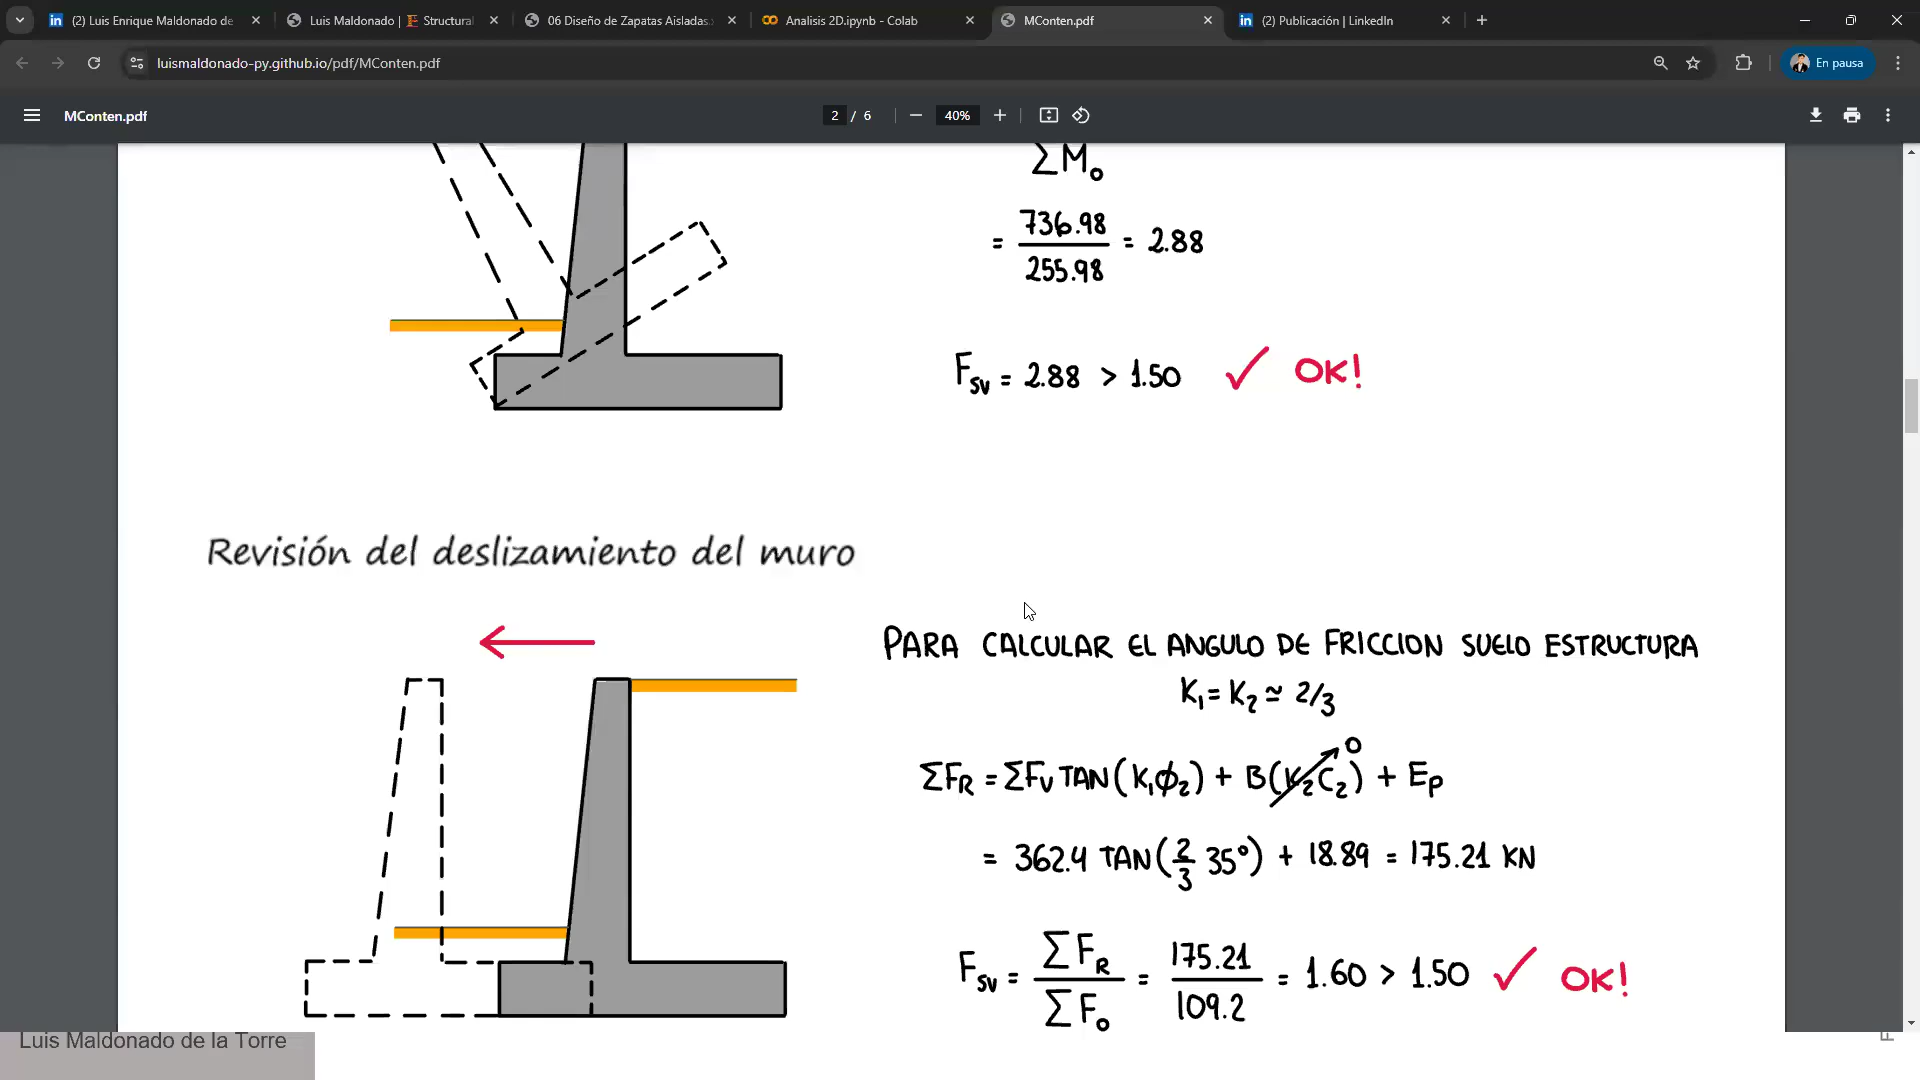 (2) Luis Enrique Maldonado de
Luis Maldonado | Structural
06 Diseño de Zapatas Aisladas.
Analisis 2D.ipynb - Colab
MConten.pdf
(2) Publicación | LinkedIn
luismaldonado-py.github.io/pdf/MConten.pdf
En pausa
MConten.pdf
2 / 6
40%
ΣM₀
= 736.98 / 255.98 = 2.88
Fsv = 2.88 > 1.50 ✓ OK!
Revisión del deslizamiento del muro
PARA CALCULAR EL ANGULO DE FRICCION SUELO ESTRUCTURA
K₁ = K₂ ≃ 2/3
ΣFR = ΣFv TAN(K₁ϕ₂) + B(K₂C₂) + Ep
0
= 362.4 TAN(2/3 35°) + 18.89 = 175.21 KN
Fsv = ΣFR / ΣF₀ = 175.21 / 109.2 = 1.60 > 1.50 ✓ OK!
Luis Maldonado de la Torre